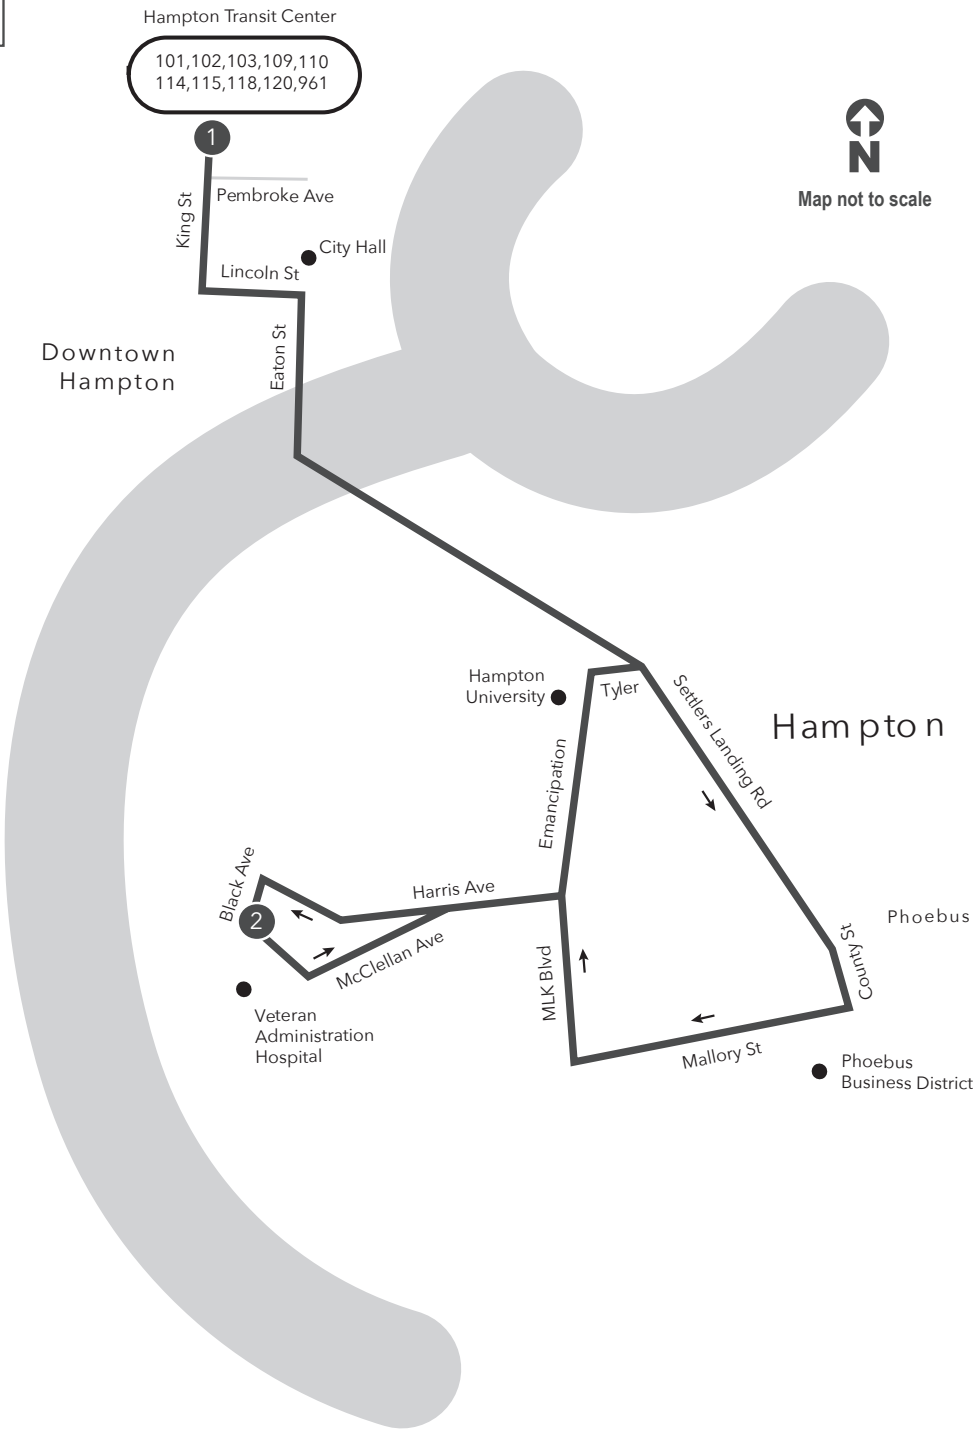 Hampton Transit Center
101,102,103,109,110
114,115,118,120,961
1
N
Map not to scale
Pembroke Ave
King St
City Hall
Lincoln St
Eaton St
Downtown
Hampton
Hampton
University
Tyler
Settlers Landing Rd
Hampton
Emancipation
Black Ave
Harris Ave
2
McClellan Ave
MLK Blvd
County St
Phoebus
Veteran
Administration
Hospital
Mallory St
Phoebus
Business District